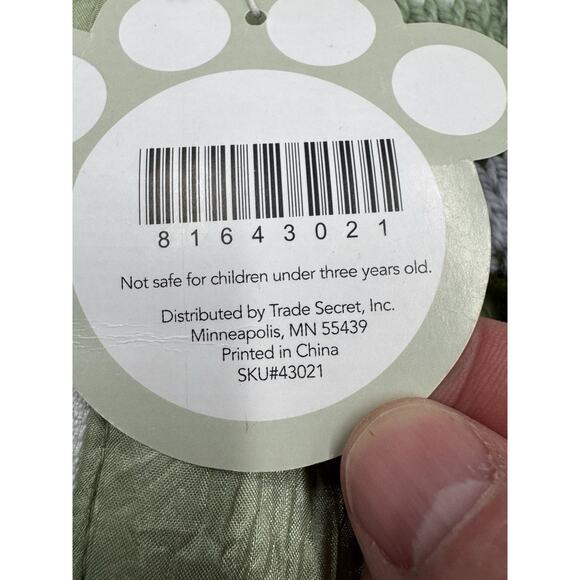 81643021
Not safe for children under three years old.
Distributed by Trade Secret, Inc.
Minneapolis, MN 55439
Printed in China
SKU#43021